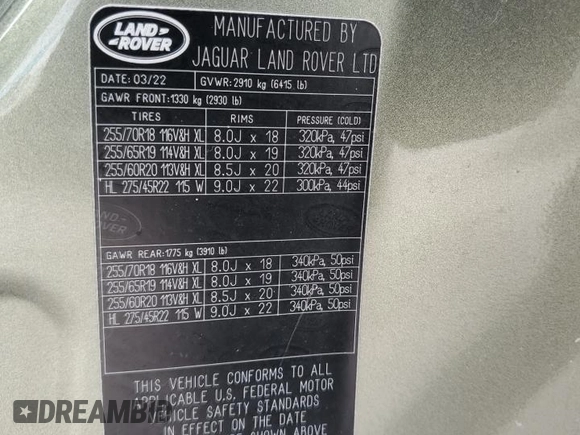 LAND ROVER
MANUFACTURED BY
JAGUAR LAND ROVER LTD
DATE: 03/22 GVWR: 2910 kg (6415 lb)
GAWR FRONT: 1330 kg (2930 lb)
TIRES RIMS PRESSURE (COLD)
255/70R18 116V&H XL 8.0J x 18 320kPa, 47psi
255/65R19 114V&H XL 8.0J x 19 320kPa, 47psi
255/60R20 113V&H XL 8.5J x 20 320kPa, 47psi
HL 275/45R22 115 W 9.0J x 22 300kPa, 44psi
LAND ROVER
GAWR REAR: 1775 kg (3910 lb)
255/70R18 116V&H XL 8.0J x 18 340kPa, 50psi
255/65R19 114V&H XL 8.0J x 19 340kPa, 50psi
255/60R20 113V&H XL 8.5J x 20 340kPa, 50psi
HL 275/45R22 115 W 9.0J x 22 340kPa, 50psi
THIS VEHICLE CONFORMS TO ALL
APPLICABLE U.S. FEDERAL MOTOR
VEHICLE SAFETY STANDARDS
IN EFFECT ON THE DATE
SHOWN ABOVE
DREAMBID